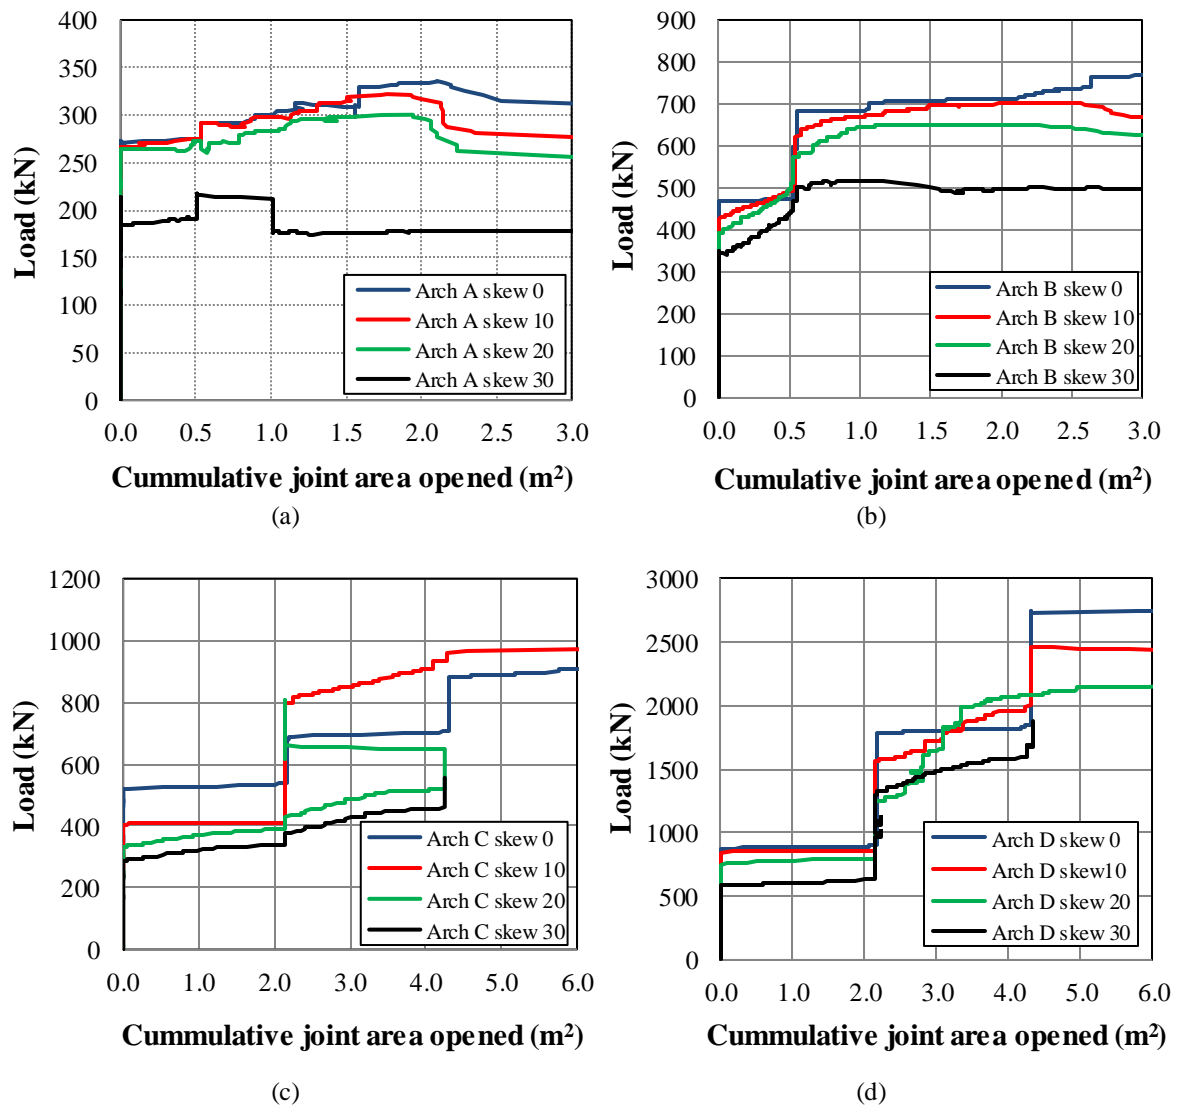 400
350
300
250
200
150
100
50
0
Load (kN)
Arch A skew 0
Arch A skew 10
Arch A skew 20
Arch A skew 30
0.0 0.5 1.0 1.5 2.0 2.5 3.0
Cummulative joint area opened (m²)
(a)
900
800
700
600
500
400
300
200
100
0
Load (kN)
Arch B skew 0
Arch B skew 10
Arch B skew 20
Arch B skew 30
0.0 0.5 1.0 1.5 2.0 2.5 3.0
Cumulative joint area opened (m²)
(b)
1200
1000
800
600
400
200
0
Load (kN)
Arch C skew 0
Arch C skew 10
Arch C skew 20
Arch C skew 30
0.0 1.0 2.0 3.0 4.0 5.0 6.0
Cummulative joint area opened (m²)
(c)
3000
2500
2000
1500
1000
500
0
Load (kN)
Arch D skew 0
Arch D skew10
Arch D skew 20
Arch D skew 30
0.0 1.0 2.0 3.0 4.0 5.0 6.0
Cummulative joint area opened (m²)
(d)